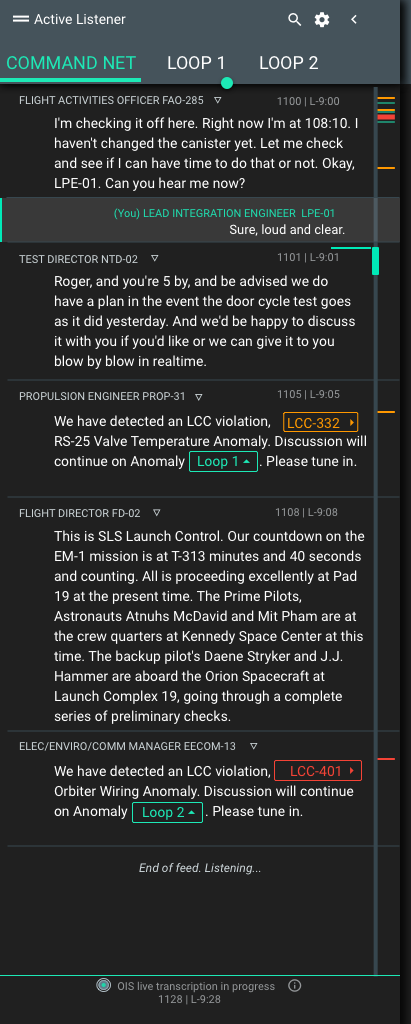 Active Listener
COMMAND NET LOOP 1 LOOP 2
FLIGHT ACTIVITIES OFFICER FAO-285 1100 | L-9:00
I'm checking it off here. Right now I'm at 108:10. I
haven't changed the canister yet. Let me check
and see if I can have time to do that or not. Okay,
LPE-01. Can you hear me now?
(You) LEAD INTEGRATION ENGINEER LPE-01
Sure, loud and clear.
TEST DIRECTOR NTD-02 1101 | L-9:01
Roger, and you're 5 by, and be advised we do
have a plan in the event the door cycle test goes
as it did yesterday. And we'd be happy to discuss
it with you if you'd like or we can give it to you
blow by blow in realtime.
PROPULSION ENGINEER PROP-31 1105 | L-9:05
We have detected an LCC violation, LCC-332
RS-25 Valve Temperature Anomaly. Discussion will
continue on Anomaly Loop 1. Please tune in.
FLIGHT DIRECTOR FD-02 1108 | L-9:08
This is SLS Launch Control. Our countdown on the
EM-1 mission is at T-313 minutes and 40 seconds
and counting. All is proceeding excellently at Pad
19 at the present time. The Prime Pilots,
Astronauts Atnuhs McDavid and Mit Pham are at
the crew quarters at Kennedy Space Center at this
time. The backup pilot's Daene Stryker and J.J.
Hammer are aboard the Orion Spacecraft at
Launch Complex 19, going through a complete
series of preliminary checks.
ELEC/ENVIRO/COMM MANAGER EECOM-13
We have detected an LCC violation, LCC-401
Orbiter Wiring Anomaly. Discussion will continue
on Anomaly Loop 2. Please tune in.
End of feed. Listening...
OIS live transcription in progress
1128 | L-9:28